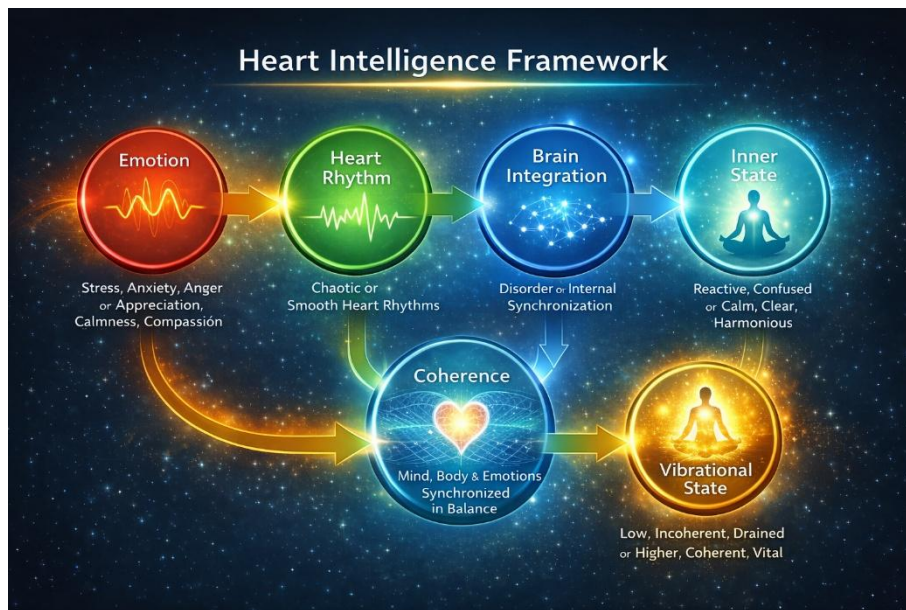 Heart Intelligence Framework
Emotion
Stress, Anxiety, Anger
or Appreciation,
Calmness, Compassión
Heart
Rhythm
Chaotic or
Smooth Heart Rhythms
Brain
Integration
Disorder or Internal
Synchronization
Inner
State
Reactive, Confused
or Calm, Clear,
Harmonious
Coherence
Mind, Body & Emotions
Synchronized
in Balance
Vibrational
State
Low, Incoherent, Drained
or Higher, Coherent, Vital